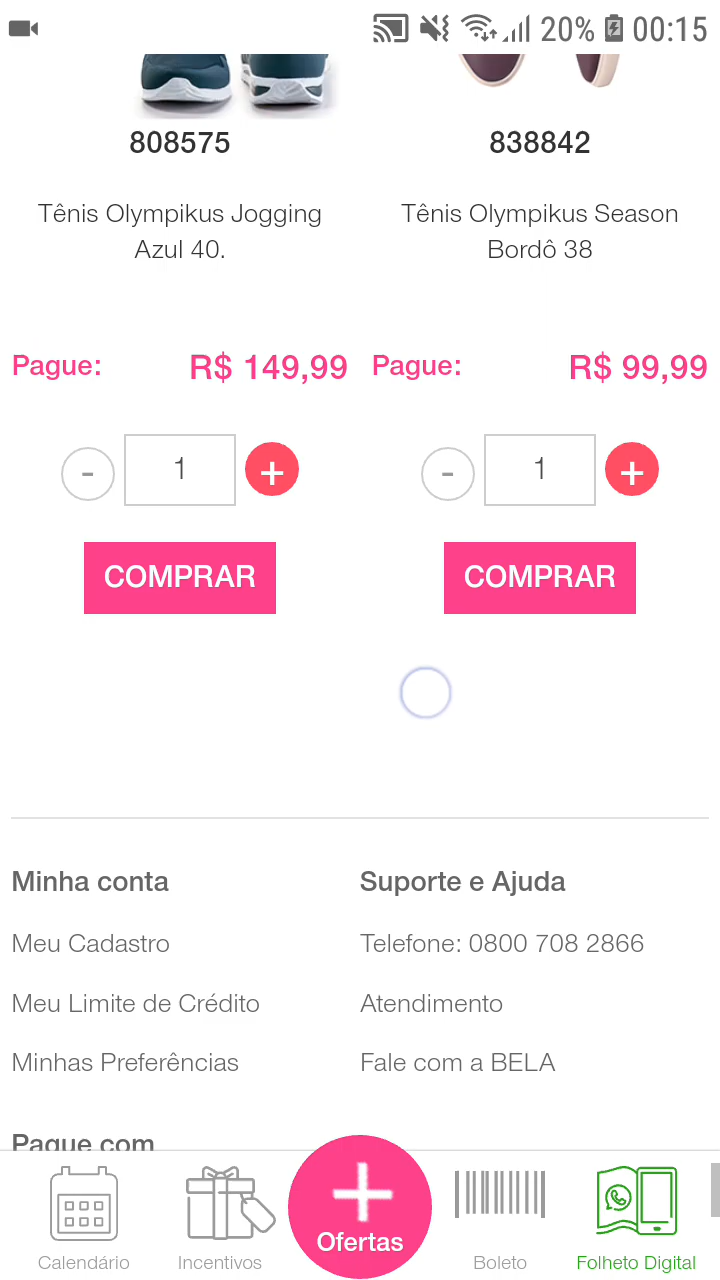 20% 00:15
808575
838842
Tênis Olympikus Jogging
Azul 40.
Tênis Olympikus Season
Bordô 38
Pague: R$ 149,99
Pague: R$ 99,99
- 1 +
- 1 +
COMPRAR
COMPRAR
Minha conta
Meu Cadastro
Meu Limite de Crédito
Minhas Preferências
Suporte e Ajuda
Telefone: 0800 708 2866
Atendimento
Fale com a BELA
Pague com
Calendário
Incentivos
Ofertas
Boleto
Folheto Digital